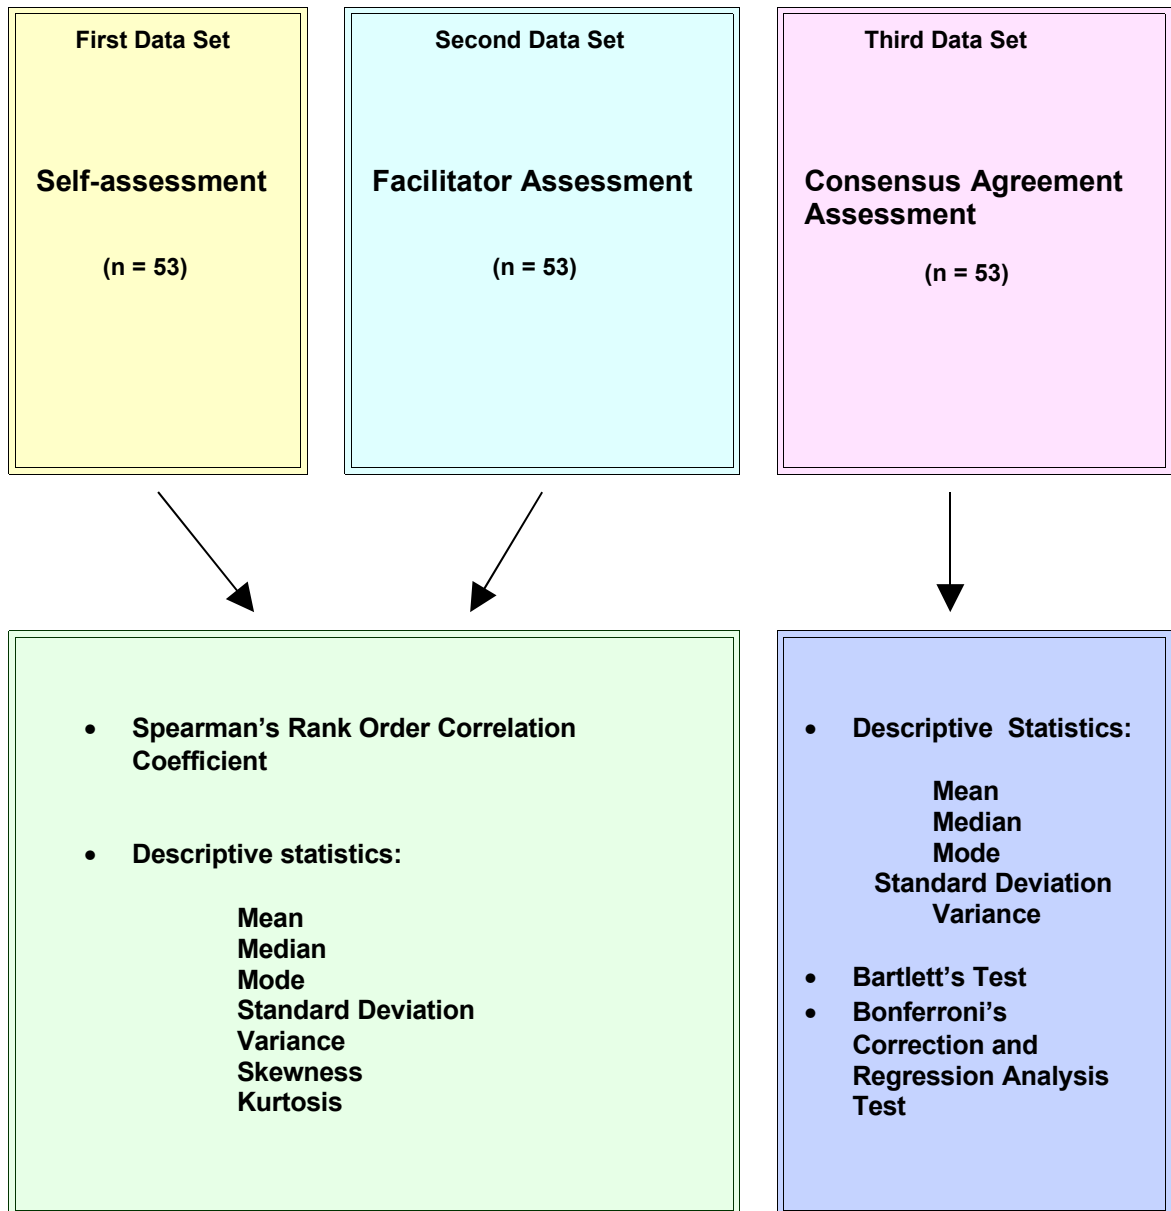 First Data Set
Self-assessment
(n = 53)
Second Data Set
Facilitator Assessment
(n = 53)
Third Data Set
Consensus Agreement
Assessment
(n = 53)
• Spearman’s Rank Order Correlation
Coefficient
• Descriptive statistics:
Mean
Median
Mode
Standard Deviation
Variance
Skewness
Kurtosis
• Descriptive Statistics:
Mean
Median
Mode
Standard Deviation
Variance
• Bartlett’s Test
• Bonferroni’s
Correction and
Regression Analysis
Test